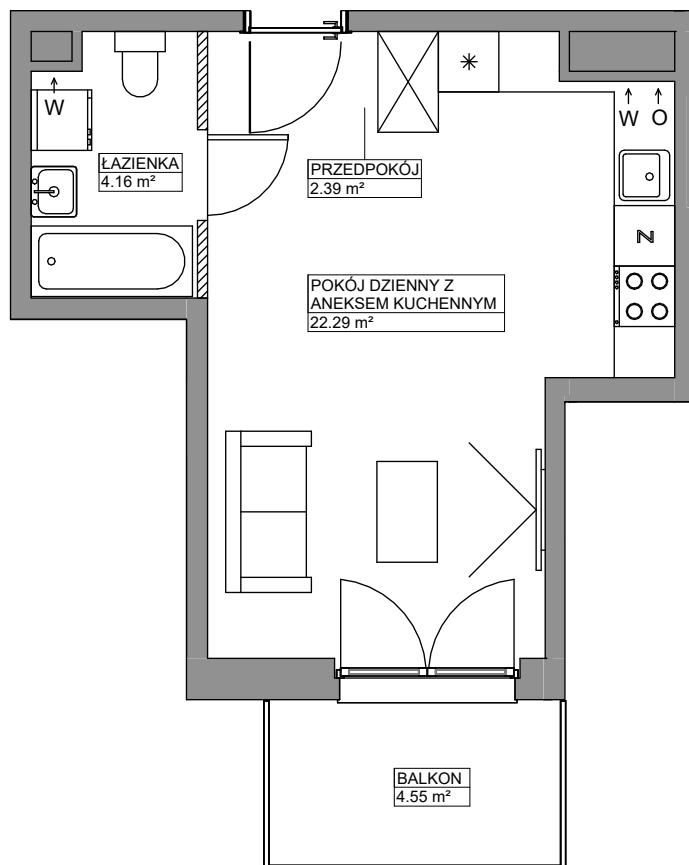 W
W O
ŁAZIENKA
4.16 m²
PRZEDPOKÓJ
2.39 m²
Z
POKÓJ DZIENNY Z
ANEKSEM KUCHENNYM
22.29 m²
BALKON
4.55 m²